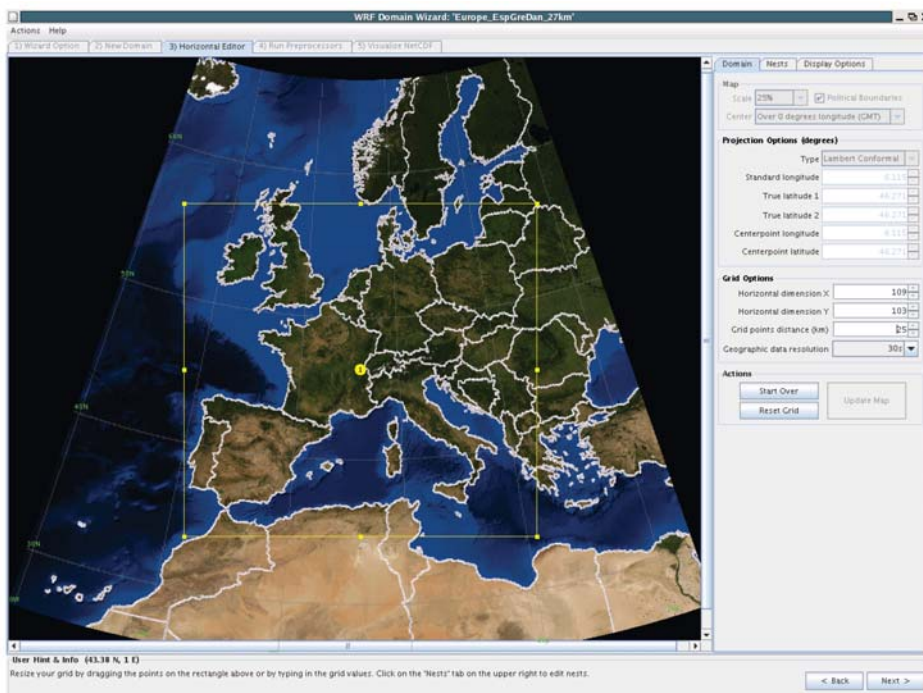 WRF Domain Wizard: 'Europe_EspGreDan_27km'
Actions Help
1) Wizard Option 2) New Domain 3) Horizontal Editor 4) Run Preprocessors 5) Visualize NetCDF
Domain Nests Display Options
Map
Scale 25% Political Boundaries
Center Over 0 degrees longitude (GMT)
Projection Options (degrees)
Type Lambert Conformal
Standard longitude
True latitude 1
True latitude 2
Centerpoint longitude
Centerpoint latitude
Grid Options
Horizontal dimension X 109
Horizontal dimension Y 103
Grid points distance (km) 25
Geographic data resolution 30s
Actions
Start Over
Reset Grid
Update Map
50N
40N
30N
1
User Hint & Info (43.38 N, 1 E)
Resize your grid by dragging the points on the rectangle above or by typing in the grid values. Click on the 'Nests' tab on the upper right to edit nests.
< Back Next >